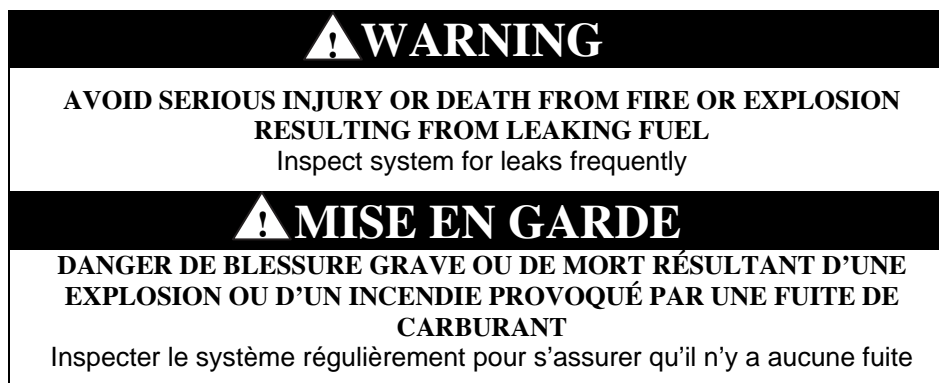 WARNING
AVOID SERIOUS INJURY OR DEATH FROM FIRE OR EXPLOSION
RESULTING FROM LEAKING FUEL
Inspect system for leaks frequently
MISE EN GARDE
DANGER DE BLESSURE GRAVE OU DE MORT RÉSULTANT D’UNE
EXPLOSION OU D’UN INCENDIE PROVOQUÉ PAR UNE FUITE DE
CARBURANT
Inspecter le système régulièrement pour s’assurer qu’il n’y a aucune fuite